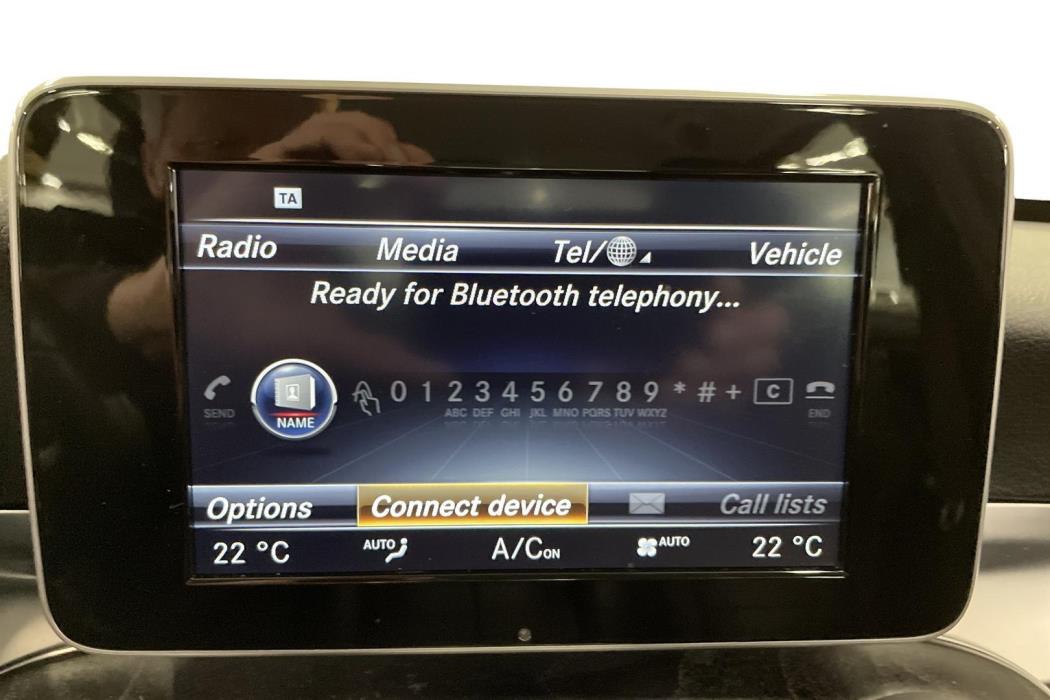 TA
Radio Media Tel/ Vehicle
Ready for Bluetooth telephony...
SEND NAME 0 1 2 3 4 5 6 7 8 9 * # + C END
ABC DEF GHI JKL MNO PQRS TUV WXYZ
Options Connect device Call lists
22 °C AUTO A/C ON AUTO 22 °C